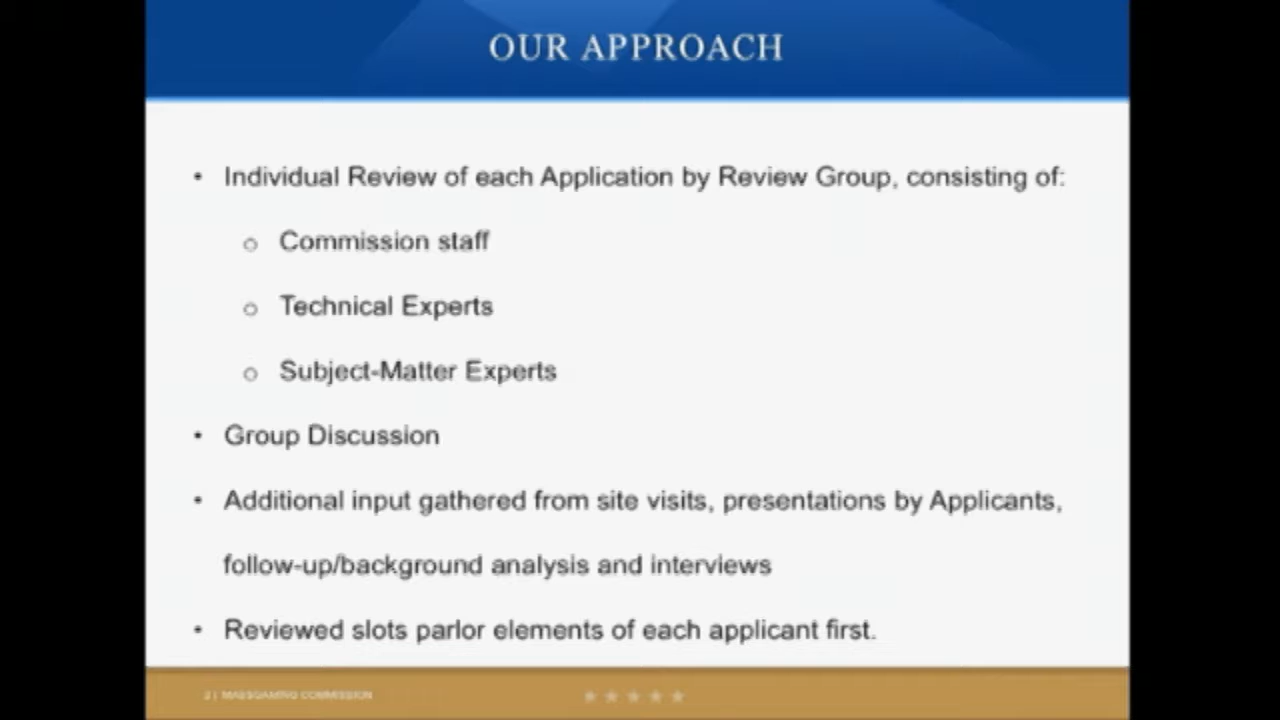 OUR APPROACH
• Individual Review of each Application by Review Group, consisting of:
o Commission staff
o Technical Experts
o Subject-Matter Experts
• Group Discussion
• Additional input gathered from site visits, presentations by Applicants,
follow-up/background analysis and interviews
• Reviewed slots parlor elements of each applicant first.
| MASSGAMING COMMISSION